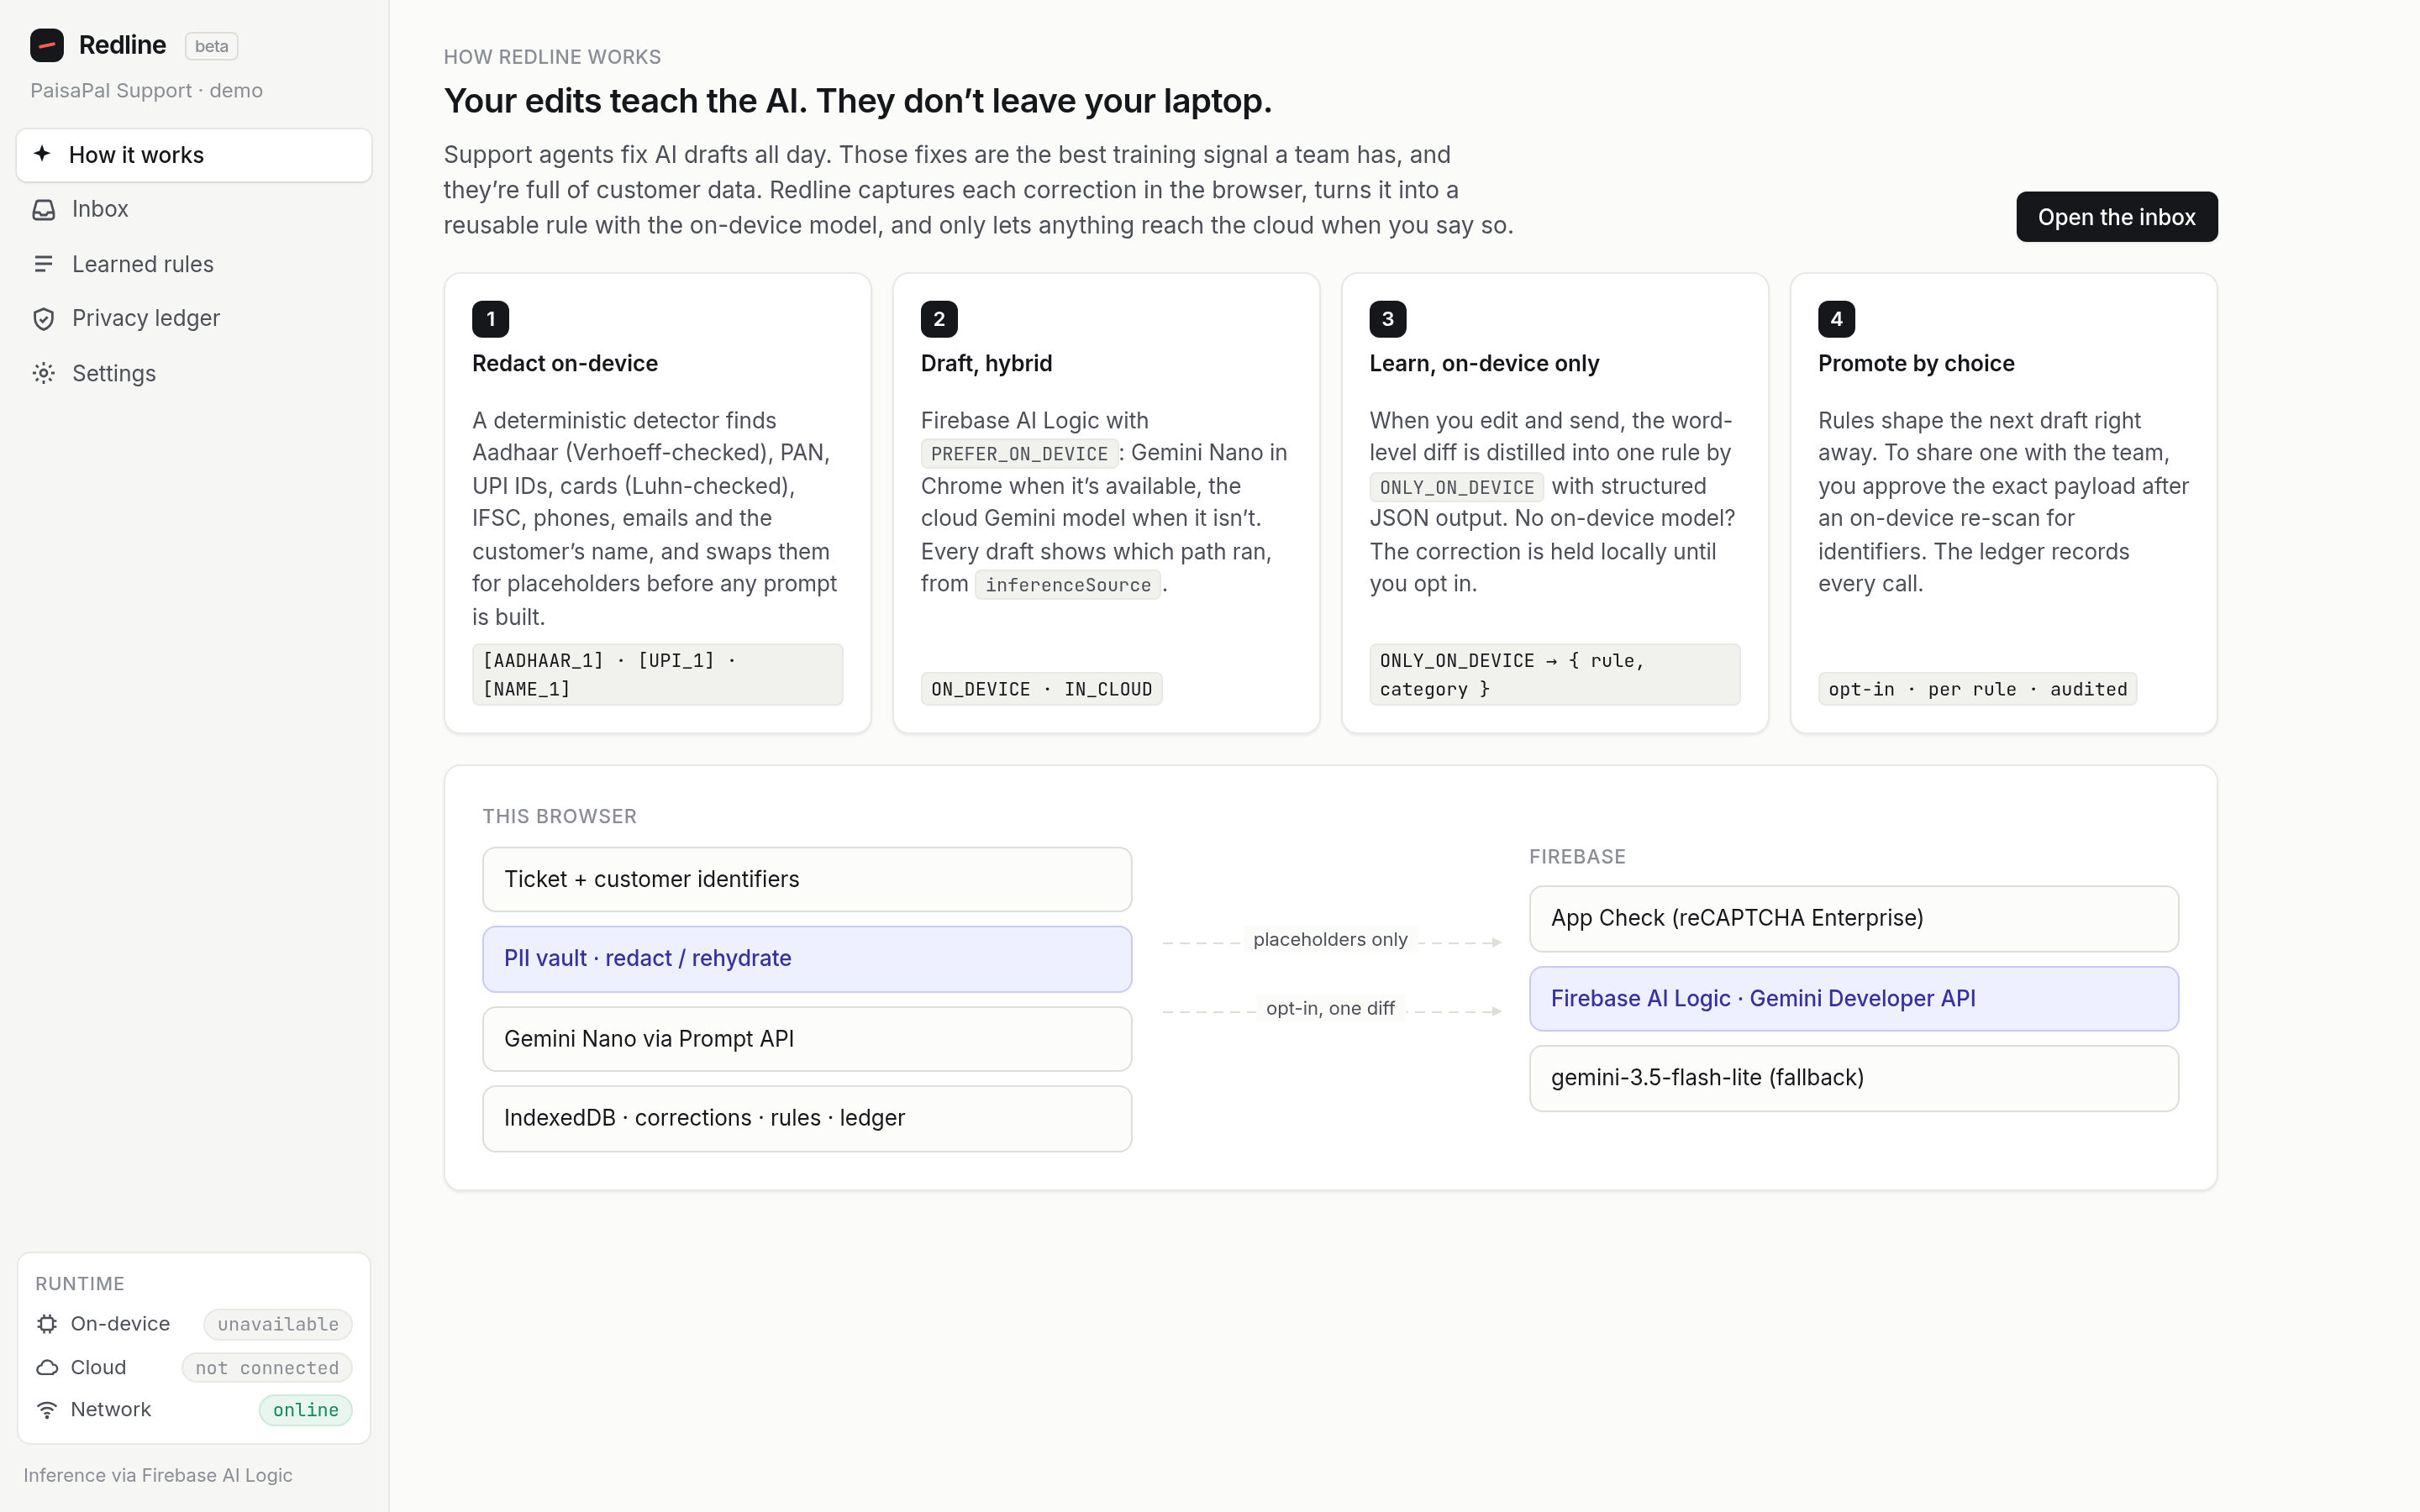 Redline beta
PaisaPal Support · demo
How it works
Inbox
Learned rules
Privacy ledger
Settings
RUNTIME
On-device unavailable
Cloud not connected
Network online
Inference via Firebase AI Logic
HOW REDLINE WORKS
Your edits teach the AI. They don’t leave your laptop.
Support agents fix AI drafts all day. Those fixes are the best training signal a team has, and
they’re full of customer data. Redline captures each correction in the browser, turns it into a
reusable rule with the on-device model, and only lets anything reach the cloud when you say so.
Open the inbox
1
Redact on-device
A deterministic detector finds
Aadhaar (Verhoeff-checked), PAN,
UPI IDs, cards (Luhn-checked),
IFSC, phones, emails and the
customer’s name, and swaps them
for placeholders before any prompt
is built.
[AADHAAR_1] · [UPI_1] ·
[NAME_1]
2
Draft, hybrid
Firebase AI Logic with
PREFER_ON_DEVICE : Gemini Nano in
Chrome when it’s available, the
cloud Gemini model when it isn’t.
Every draft shows which path ran,
from inferenceSource .
ON_DEVICE · IN_CLOUD
3
Learn, on-device only
When you edit and send, the word-
level diff is distilled into one rule by
ONLY_ON_DEVICE with structured
JSON output. No on-device model?
The correction is held locally until
you opt in.
ONLY_ON_DEVICE → { rule,
category }
4
Promote by choice
Rules shape the next draft right
away. To share one with the team,
you approve the exact payload after
an on-device re-scan for
identifiers. The ledger records
every call.
opt-in · per rule · audited
THIS BROWSER
Ticket + customer identifiers
PII vault · redact / rehydrate
Gemini Nano via Prompt API
IndexedDB · corrections · rules · ledger
placeholders only
opt-in, one diff
FIREBASE
App Check (reCAPTCHA Enterprise)
Firebase AI Logic · Gemini Developer API
gemini-3.5-flash-lite (fallback)